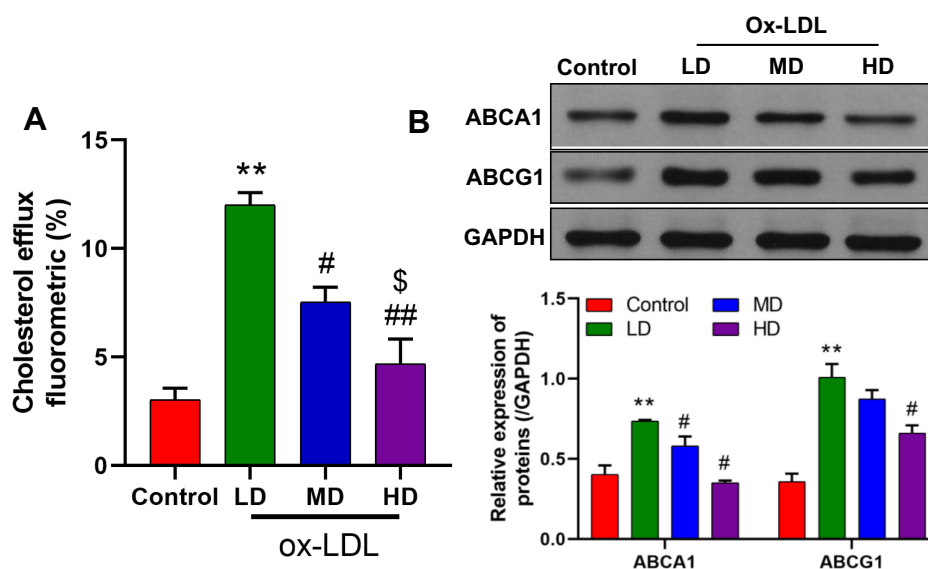 A
Cholesterol efflux
fluorometric (%)
15
10
5
0
**
#
$
##
Control LD MD HD
ox-LDL
B
Ox-LDL
Control LD MD HD
ABCA1
ABCG1
GAPDH
Relative expression of
proteins (/GAPDH)
1.5
1.0
0.5
0.0
Control MD
LD HD
** # #
** #
ABCA1 ABCG1